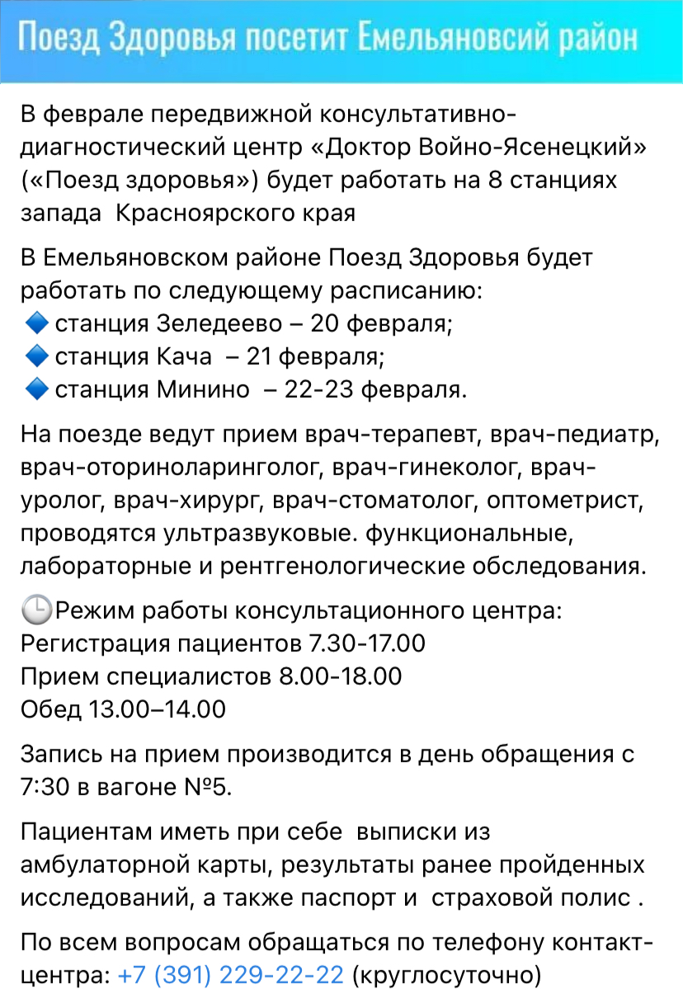 Поезд Здоровья посетит Емельяновсий район
В феврале передвижной консультативно-
диагностический центр «Доктор Войно-Ясенецкий»
(«Поезд здоровья») будет работать на 8 станциях
запада  Красноярского края
В Емельяновском районе Поезд Здоровья будет
работать по следующему расписанию:
🔷 станция Зеледеево – 20 февраля;
🔷 станция Кача  – 21 февраля;
🔷 станция Минино  – 22-23 февраля.
На поезде ведут прием врач-терапевт, врач-педиатр,
врач-оториноларинголог, врач-гинеколог, врач-
уролог, врач-хирург, врач-стоматолог, оптометрист,
проводятся ультразвуковые. функциональные,
лабораторные и рентгенологические обследования.
🕒Режим работы консультационного центра:
Регистрация пациентов 7.30-17.00
Прием специалистов 8.00-18.00
Обед 13.00–14.00
Запись на прием производится в день обращения с
7:30 в вагоне №5.
Пациентам иметь при себе  выписки из
амбулаторной карты, результаты ранее пройденных
исследований, а также паспорт и  страховой полис .
По всем вопросам обращаться по телефону контакт-
центра: +7 (391) 229-22-22 (круглосуточно)